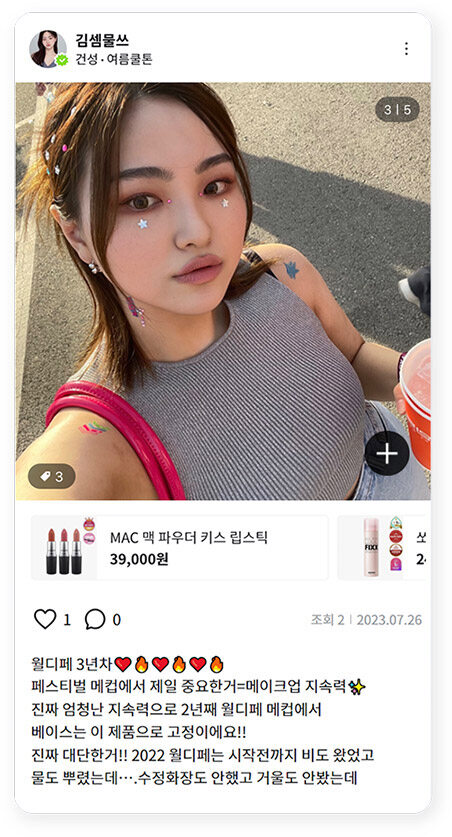 김셈물쓰
건성 · 여름쿨톤
3 | 5
3
MAC 맥 파우더 키스 립스틱
39,000원
FIXX
쏘
24
1
0
조회 2 | 2023.07.26
월디페 3년차❤️🔥❤️🔥❤️🔥
페스티벌 메컵에서 제일 중요한거=메이크업 지속력✨
진짜 엄청난 지속력으로 2년째 월디페 메컵에서
베이스는 이 제품으로 고정이에요!!
진짜 대단한거!! 2022 월디페는 시작전까지 비도 왔었고
물도 뿌렸는데….수정화장도 안했고 거울도 안봤는데